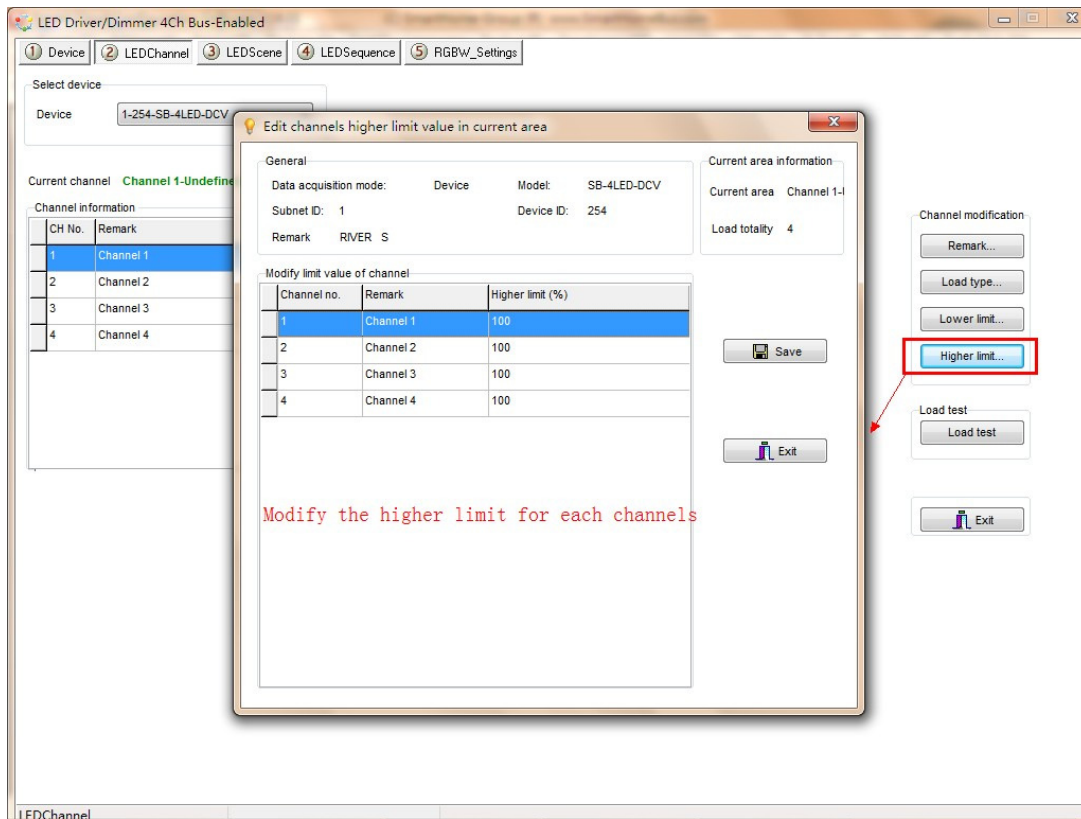 LED Driver/Dimmer 4Ch Bus-Enabled
1 Device 2 LEDChannel 3 LEDScene 4 LEDSequence 5 RGBW_Settings
Select device
Device 1-254-SB-4LED-DCV
Current channel Channel 1-Undefine
Channel information
CH No. Remark
1 Channel 1
2 Channel 2
3 Channel 3
4 Channel 4
Edit channels higher limit value in current area
General
Data acquisition mode: Device Model: SB-4LED-DCV
Subnet ID: 1 Device ID: 254
Remark RIVER S
Current area information
Current area Channel 1-
Load totality 4
Modify limit value of channel
Channel no. Remark Higher limit (%)
1 Channel 1 100
2 Channel 2 100
3 Channel 3 100
4 Channel 4 100
Save
Exit
Modify the higher limit for each channels
Channel modification
Remark...
Load type...
Lower limit...
Higher limit...
Load test
Load test
Exit
LEDChannel